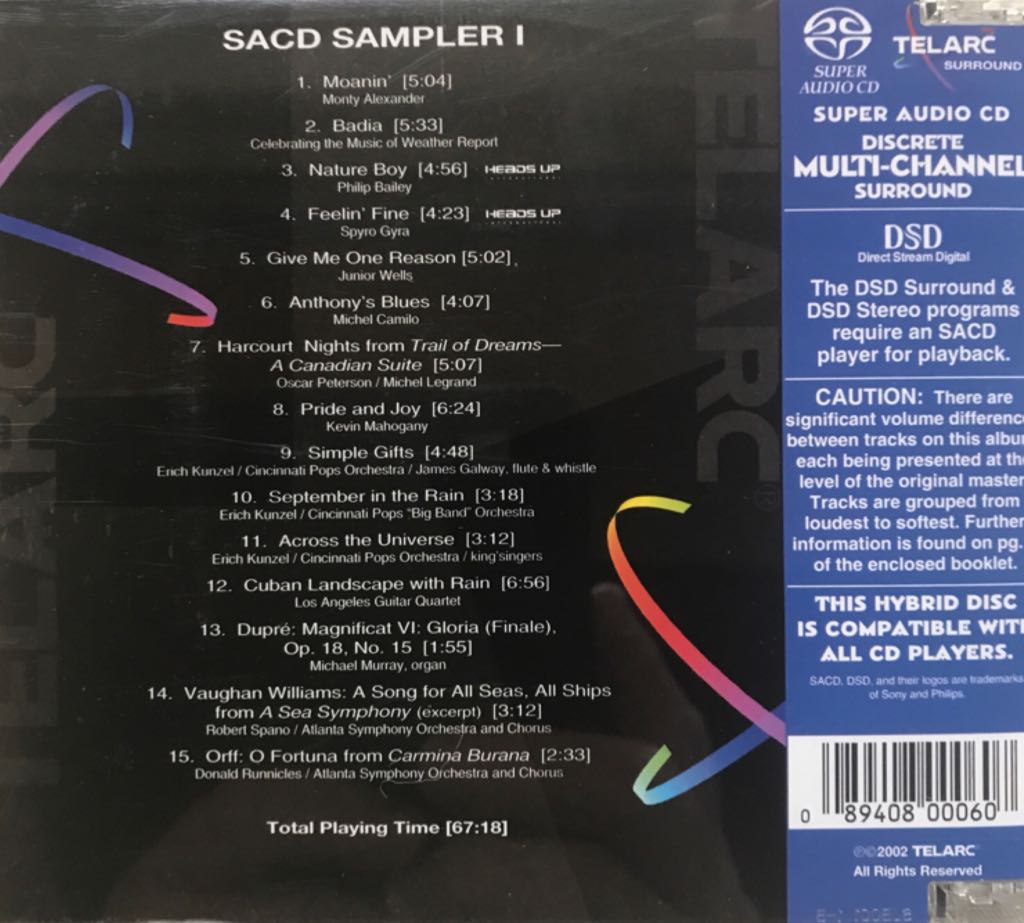 SACD SAMPLER I
1. Moanin' [5:04]
Monty Alexander
2. Badia [5:33]
Celebrating the Music of Weather Report
3. Nature Boy [4:56] HEADS UP
Philip Bailey
4. Feelin' Fine [4:23] HEADS UP
Spyro Gyra
5. Give Me One Reason [5:02]
Junior Wells
6. Anthony's Blues [4:07]
Michel Camilo
7. Harcourt Nights from Trail of Dreams—
A Canadian Suite [5:07]
Oscar Peterson / Michel Legrand
8. Pride and Joy [6:24]
Kevin Mahogany
9. Simple Gifts [4:48]
Erich Kunzel / Cincinnati Pops Orchestra / James Galway, flute & whistle
10. September in the Rain [3:18]
Erich Kunzel / Cincinnati Pops "Big Band" Orchestra
11. Across the Universe [3:12]
Erich Kunzel / Cincinnati Pops Orchestra / king'singers
12. Cuban Landscape with Rain [6:56]
Los Angeles Guitar Quartet
13. Dupré: Magnificat VI: Gloria (Finale),
Op. 18, No. 15 [1:55]
Michael Murray, organ
14. Vaughan Williams: A Song for All Seas, All Ships
from A Sea Symphony (excerpt) [3:12]
Robert Spano / Atlanta Symphony Orchestra and Chorus
15. Orff: O Fortuna from Carmina Burana [2:33]
Donald Runnicles / Atlanta Symphony Orchestra and Chorus
Total Playing Time [67:18]
TELARC®
TELARC
SUPER
AUDIO CD
TELARC
SURROUND
SUPER AUDIO CD
DISCRETE
MULTI-CHANNEL
SURROUND
DSD
Direct Stream Digital
The DSD Surround &
DSD Stereo programs
require an SACD
player for playback.
CAUTION: There are
significant volume differenc
between tracks on this albu
each being presented at the
level of the original master
Tracks are grouped from
loudest to softest. Further
information is found on pg.
of the enclosed booklet.
THIS HYBRID DISC
IS COMPATIBLE WIT
ALL CD PLAYERS.
SACD, DSD, and their logos are trademark
of Sony and Philips.
0 89408 00060
℗©2002 TELARC®
All Rights Reserved